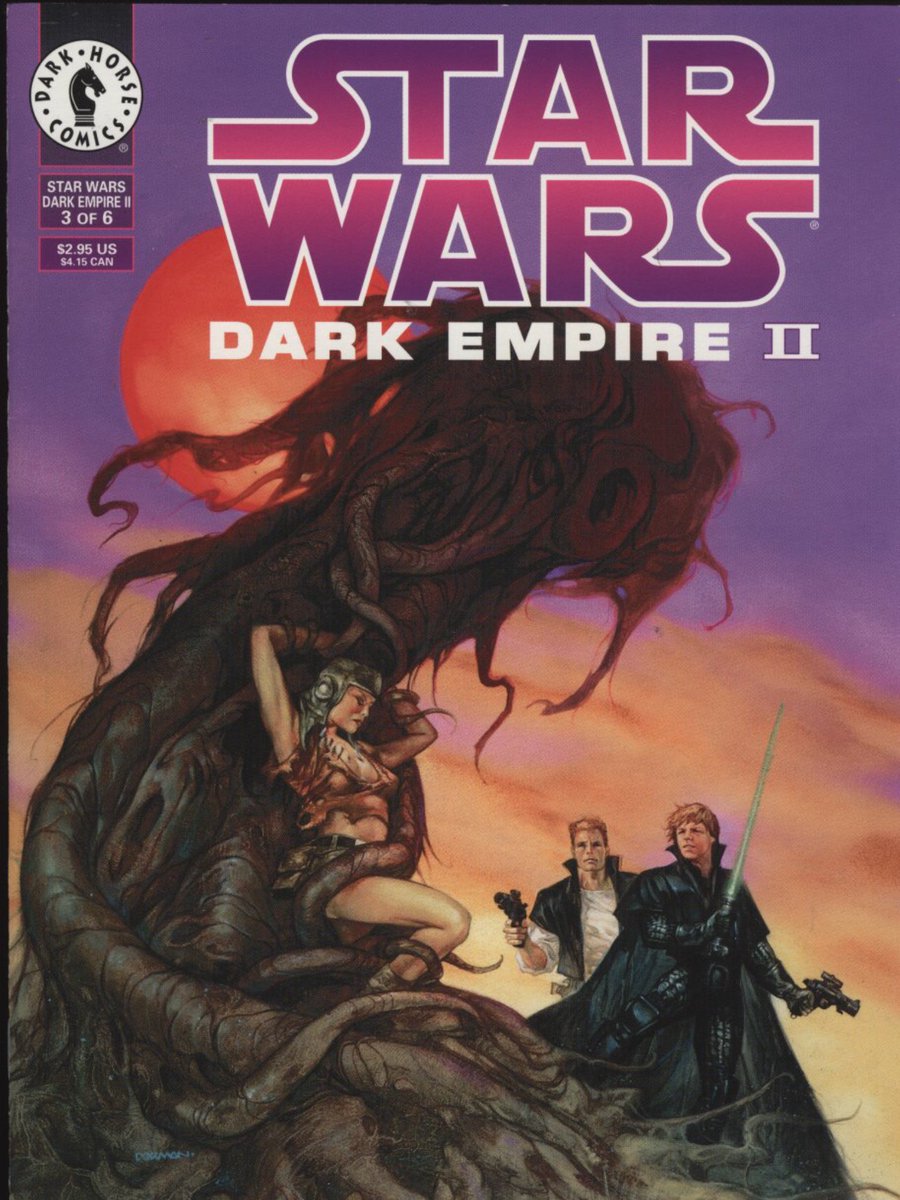 DARK • HORSE
• COMICS •
®
STAR WARS
DARK EMPIRE II
3 OF 6
$2.95 US
$4.15 CAN
STAR
WARS
®
DARK EMPIRE II
DORMAN.